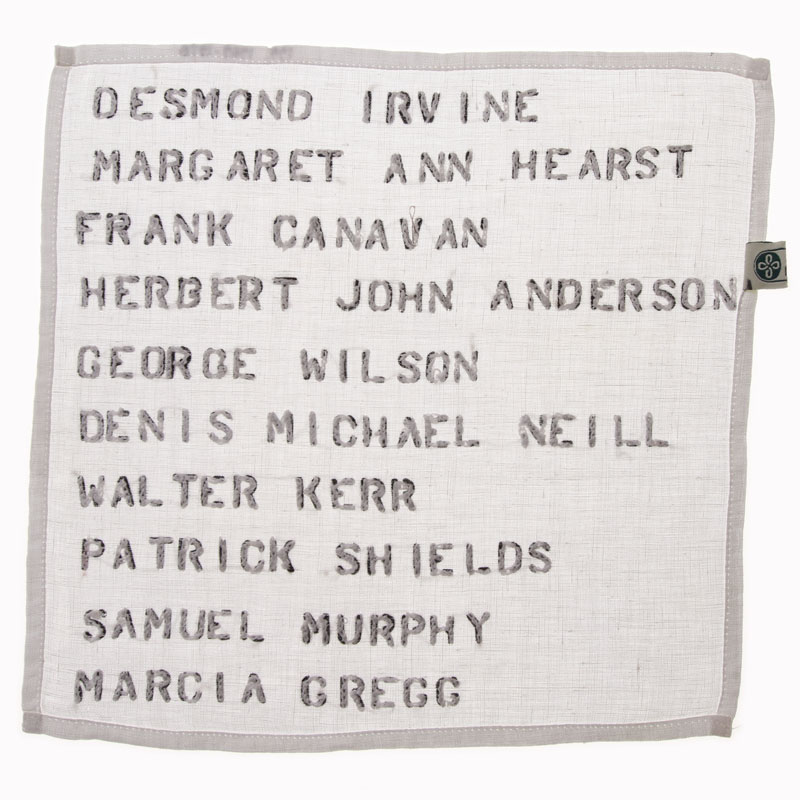 DESMOND IRVINE
MARGARET ANN HEARST
FRANK CANAVAN
HERBERT JOHN ANDERSON
GEORGE WILSON
DENIS MICHAEL NEILL
WALTER KERR
PATRICK SHIELDS
SAMUEL MURPHY
MARCIA GREGG